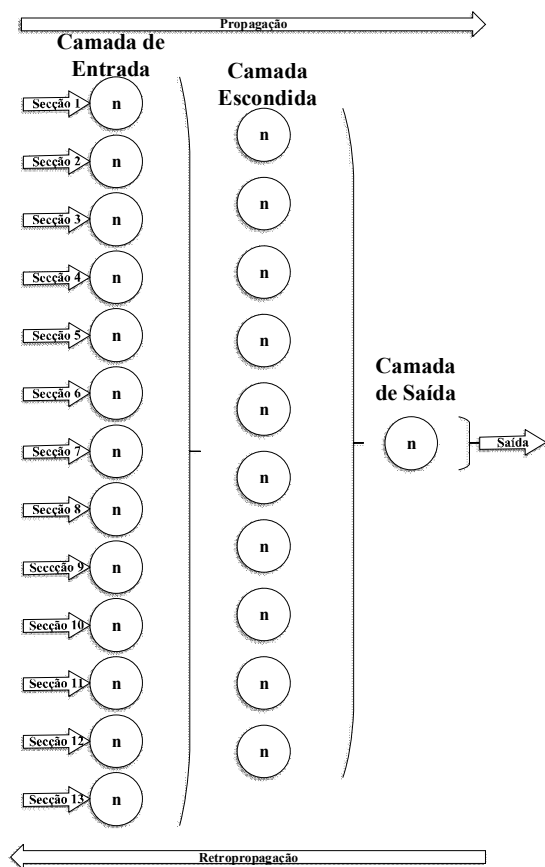 Propagação
Camada de
Entrada
Camada
Escondida
Secção 1
n
n
Secção 2
n
n
Secção 3
n
n
Secção 4
n
n
Secção 5
n
Camada
de Saída
Secção 6
n
n
n
Saída
Secção 7
n
n
Secção 8
n
n
Secccção 9
n
n
Secção 10
n
n
Secção 11
n
n
Secção 12
n
n
Secção 13
n
Retropropagação